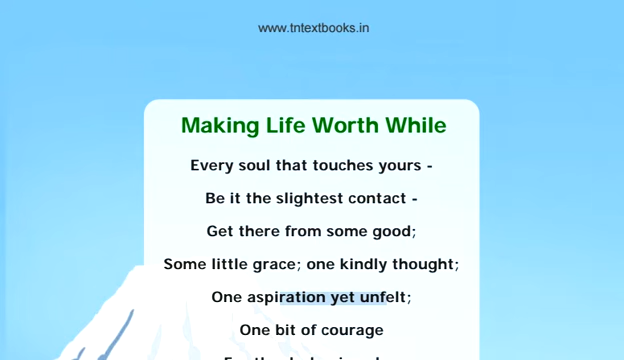 www.tntextbooks.in
Making Life Worth While
Every soul that touches yours -
Be it the slightest contact -
Get there from some good;
Some little grace; one kindly thought;
One aspiration yet unfelt;
One bit of courage